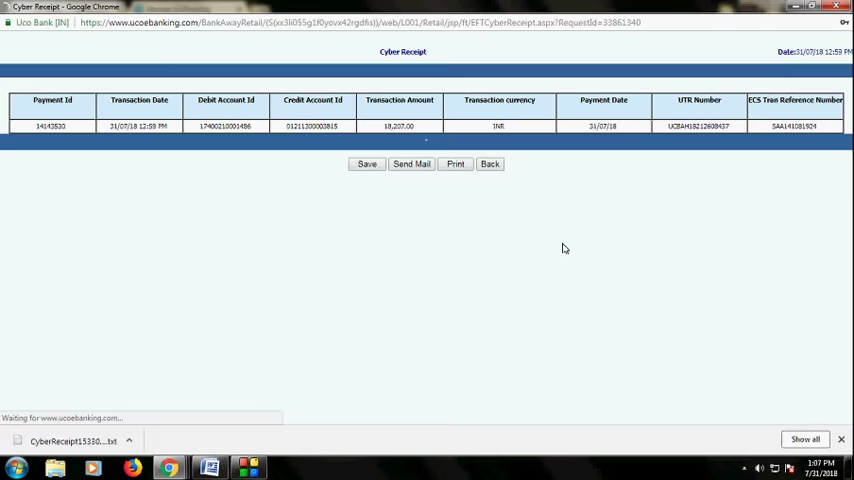 Cyber Receipt - Google Chrome
Uco Bank [IN] https://www.ucoebanking.com/BankAwayRetail/(S(xx3li055g1f0yovx42rgdfis))/web/L001/Retail/jsp/ft/EFTCyberReceipt.aspx?RequestId=33861340
Cyber Receipt Date:31/07/18 12:59 PM
Payment Id Transaction Date Debit Account Id Credit Account Id Transaction Amount Transaction currency Payment Date UTR Number ECS Tran Reference Number
14143530 31/07/18 12:59 PM 17400210001486 01211300003815 INR 31/07/18 UCBAH18212608437 SAA141081924
Save Send Mail Print Back
Waiting for www.ucoebanking.com...
CyberReceipt15330....txt Show all
1:07 PM
7/31/2018